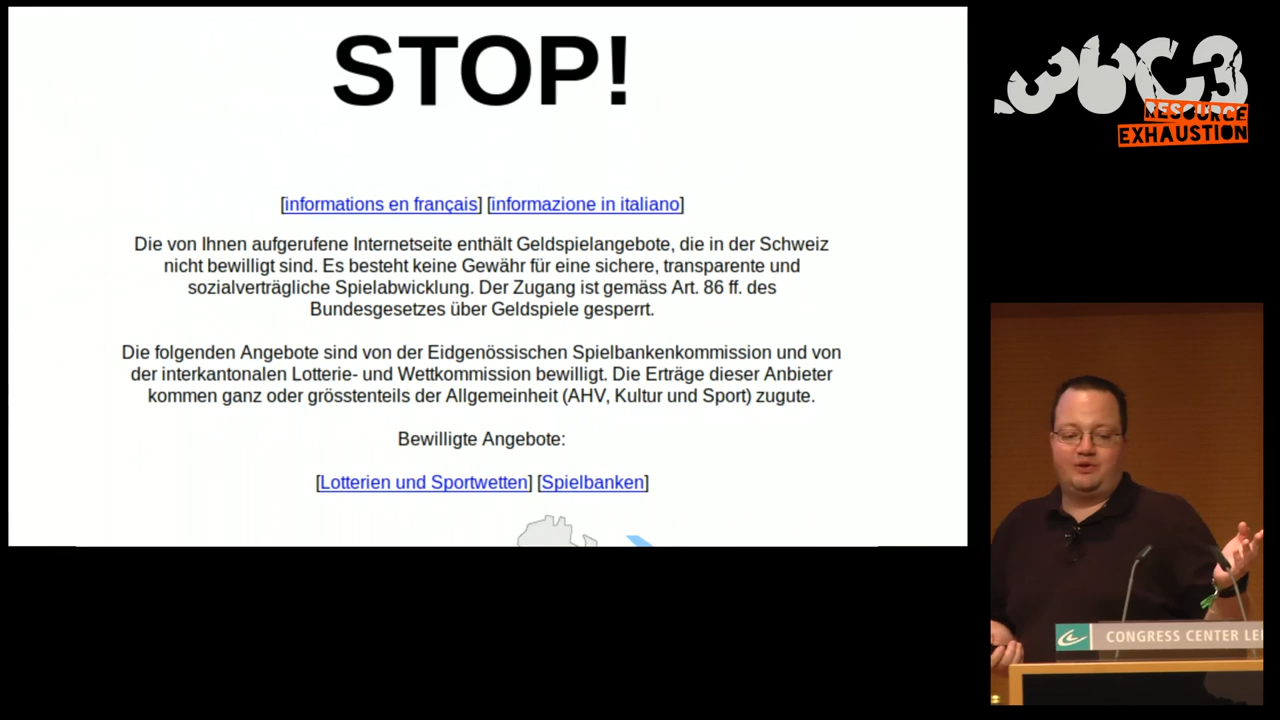 STOP!
[informations en français] [informazione in italiano]
Die von Ihnen aufgerufene Internetseite enthält Geldspielangebote, die in der Schweiz
nicht bewilligt sind. Es besteht keine Gewähr für eine sichere, transparente und
sozialverträgliche Spielabwicklung. Der Zugang ist gemäss Art. 86 ff. des
Bundesgesetzes über Geldspiele gesperrt.
Die folgenden Angebote sind von der Eidgenössischen Spielbankenkommission und von
der interkantonalen Lotterie- und Wettkommission bewilligt. Die Erträge dieser Anbieter
kommen ganz oder grösstenteils der Allgemeinheit (AHV, Kultur und Sport) zugute.
Bewilligte Angebote:
[Lotterien und Sportwetten] [Spielbanken]
36C3
RESOURCE
EXHAUSTION
CONGRESS CENTER LEI